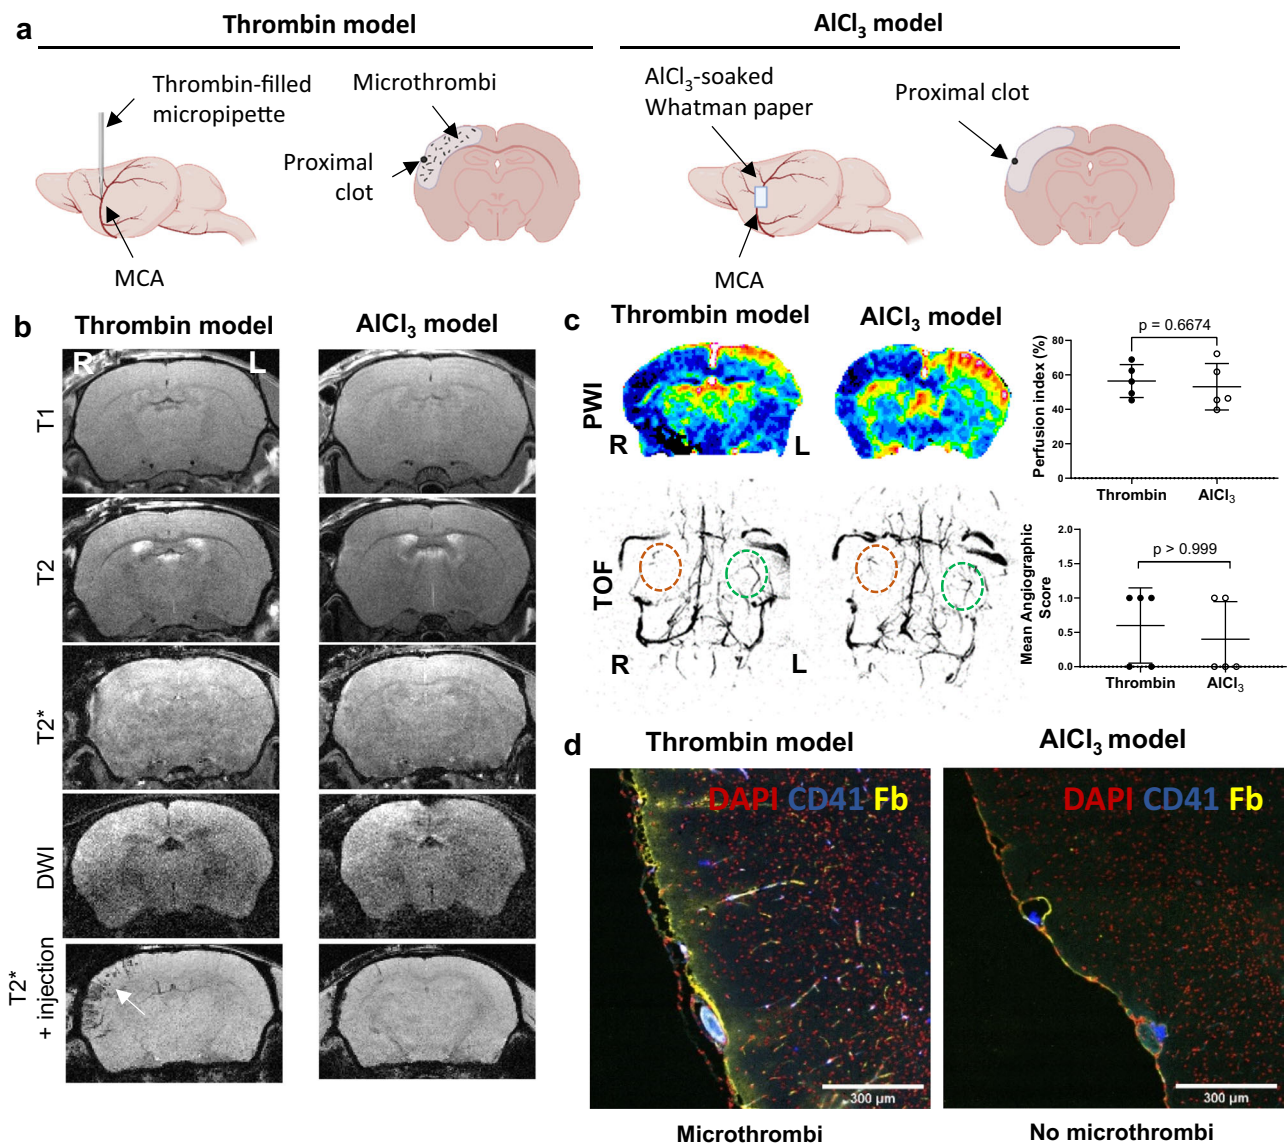 a
Thrombin model
AlCl₃ model
Thrombin-filled
micropipette
Microthrombi
Proximal
clot
MCA
AlCl₃-soaked
Whatman paper
Proximal clot
MCA
b
Thrombin model
AlCl₃ model
R
L
T1
T2
T2*
DWI
T2*
+ injection
c
Thrombin model
AlCl₃ model
PWI
R
L
TOF
R
L
p = 0.6674
Perfusion index (%)
80
60
40
20
0
Thrombin
AlCl₃
p > 0.999
Mean Angiographic
Score
2.0
1.5
1.0
0.5
0.0
Thrombin
AlCl₃
d
Thrombin model
AlCl₃ model
DAPI CD41 Fb
DAPI CD41 Fb
300 µm
300 µm
Microthrombi
No microthrombi